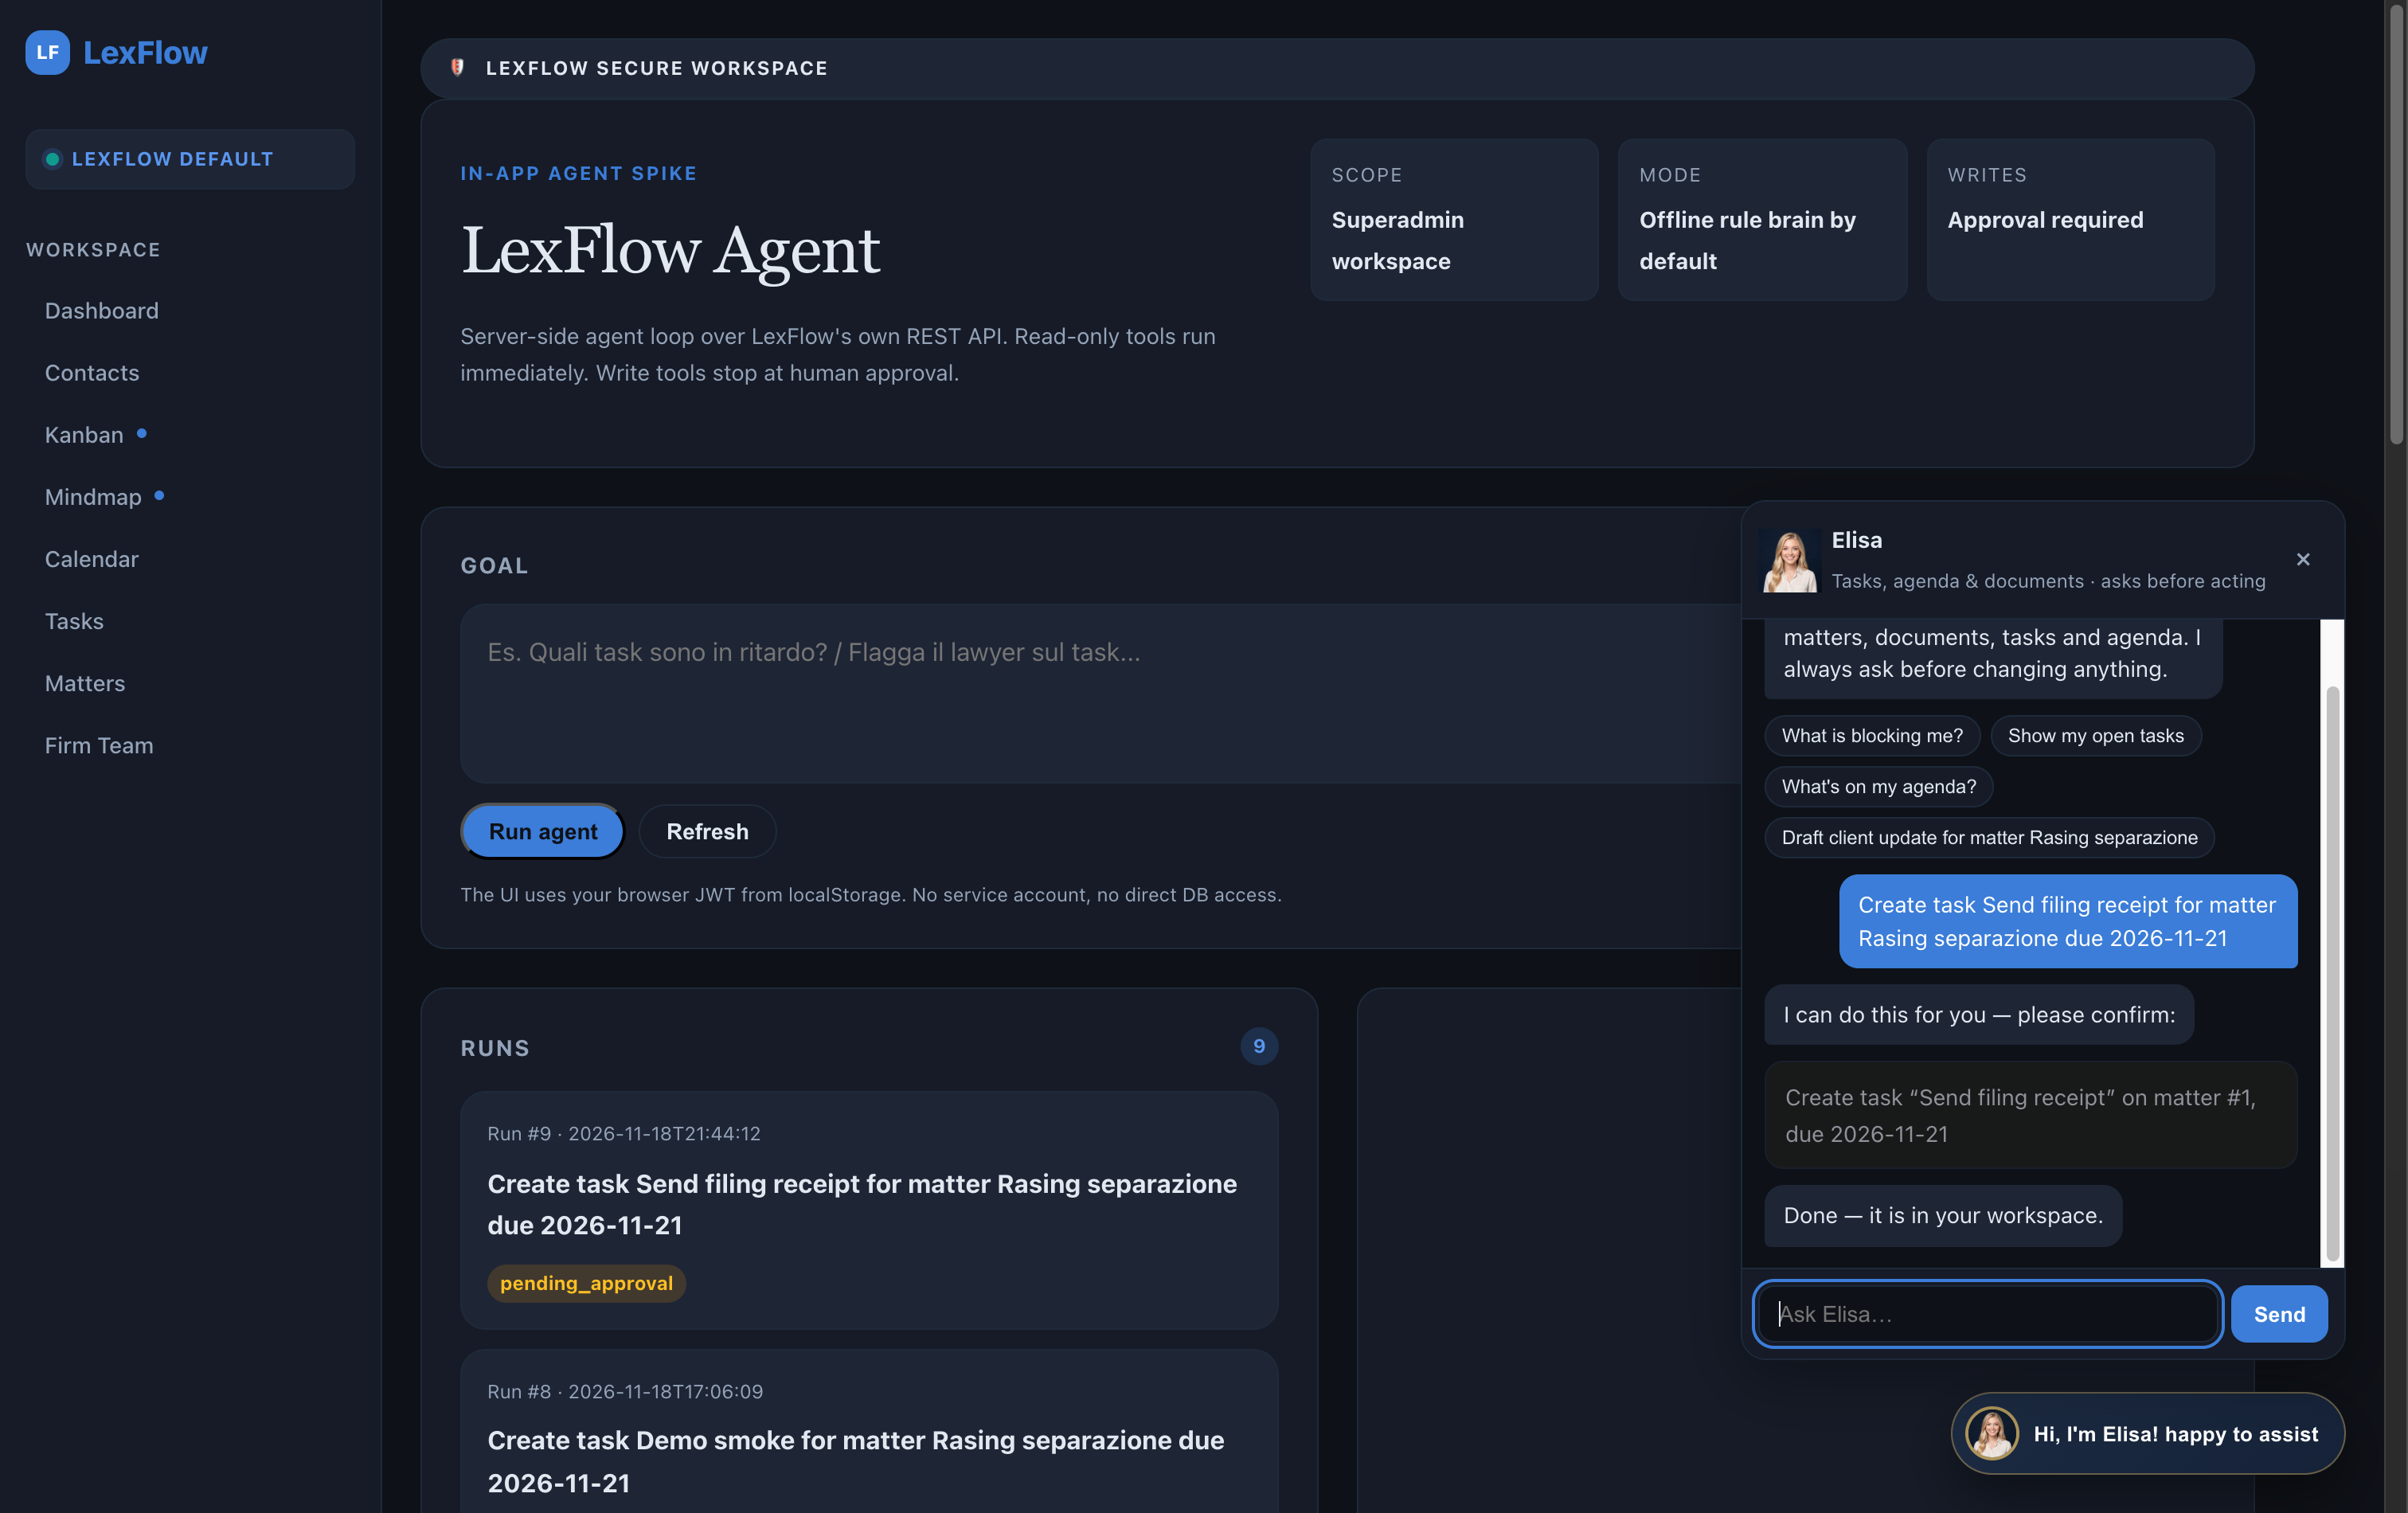 LF LexFlow
LEXFLOW DEFAULT
WORKSPACE
Dashboard
Contacts
Kanban
Mindmap
Calendar
Tasks
Matters
Firm Team
LEXFLOW SECURE WORKSPACE
IN-APP AGENT SPIKE
LexFlow Agent
Server-side agent loop over LexFlow's own REST API. Read-only tools run
immediately. Write tools stop at human approval.
SCOPE
Superadmin
workspace
MODE
Offline rule brain by
default
WRITES
Approval required
GOAL
Es. Quali task sono in ritardo? / Flagga il lawyer sul task...
Run agent
Refresh
The UI uses your browser JWT from localStorage. No service account, no direct DB access.
RUNS
9
Run #9 · 2026-11-18T21:44:12
Create task Send filing receipt for matter Rasing separazione
due 2026-11-21
pending_approval
Run #8 · 2026-11-18T17:06:09
Create task Demo smoke for matter Rasing separazione due
2026-11-21
Elisa
Tasks, agenda & documents · asks before acting
×
matters, documents, tasks and agenda. I
always ask before changing anything.
What is blocking me?
Show my open tasks
What's on my agenda?
Draft client update for matter Rasing separazione
Create task Send filing receipt for matter
Rasing separazione due 2026-11-21
I can do this for you — please confirm:
Create task “Send filing receipt” on matter #1,
due 2026-11-21
Done — it is in your workspace.
Ask Elisa…
Send
Hi, I'm Elisa! happy to assist